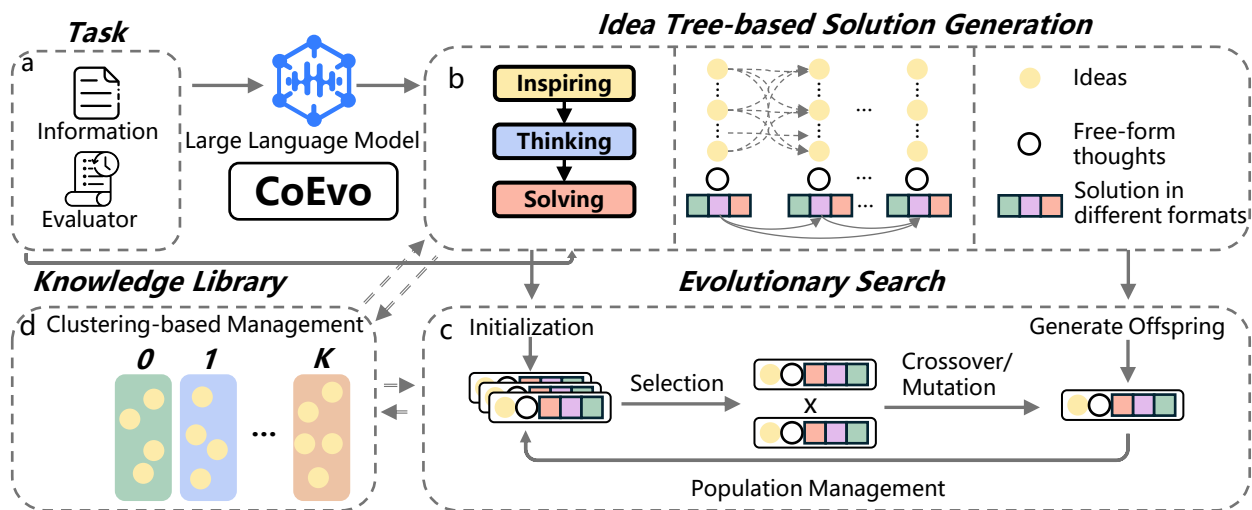 Task
Idea Tree-based Solution Generation
a
Information
Evaluator
Large Language Model
CoEvo
b
Inspiring
Thinking
Solving
...
...
...
Ideas
Free-form
thoughts
Solution in
different formats
Knowledge Library
Evolutionary Search
d
Clustering-based Management
0
1
K
...
c
Initialization
Selection
x
Crossover/
Mutation
Generate Offspring
Population Management